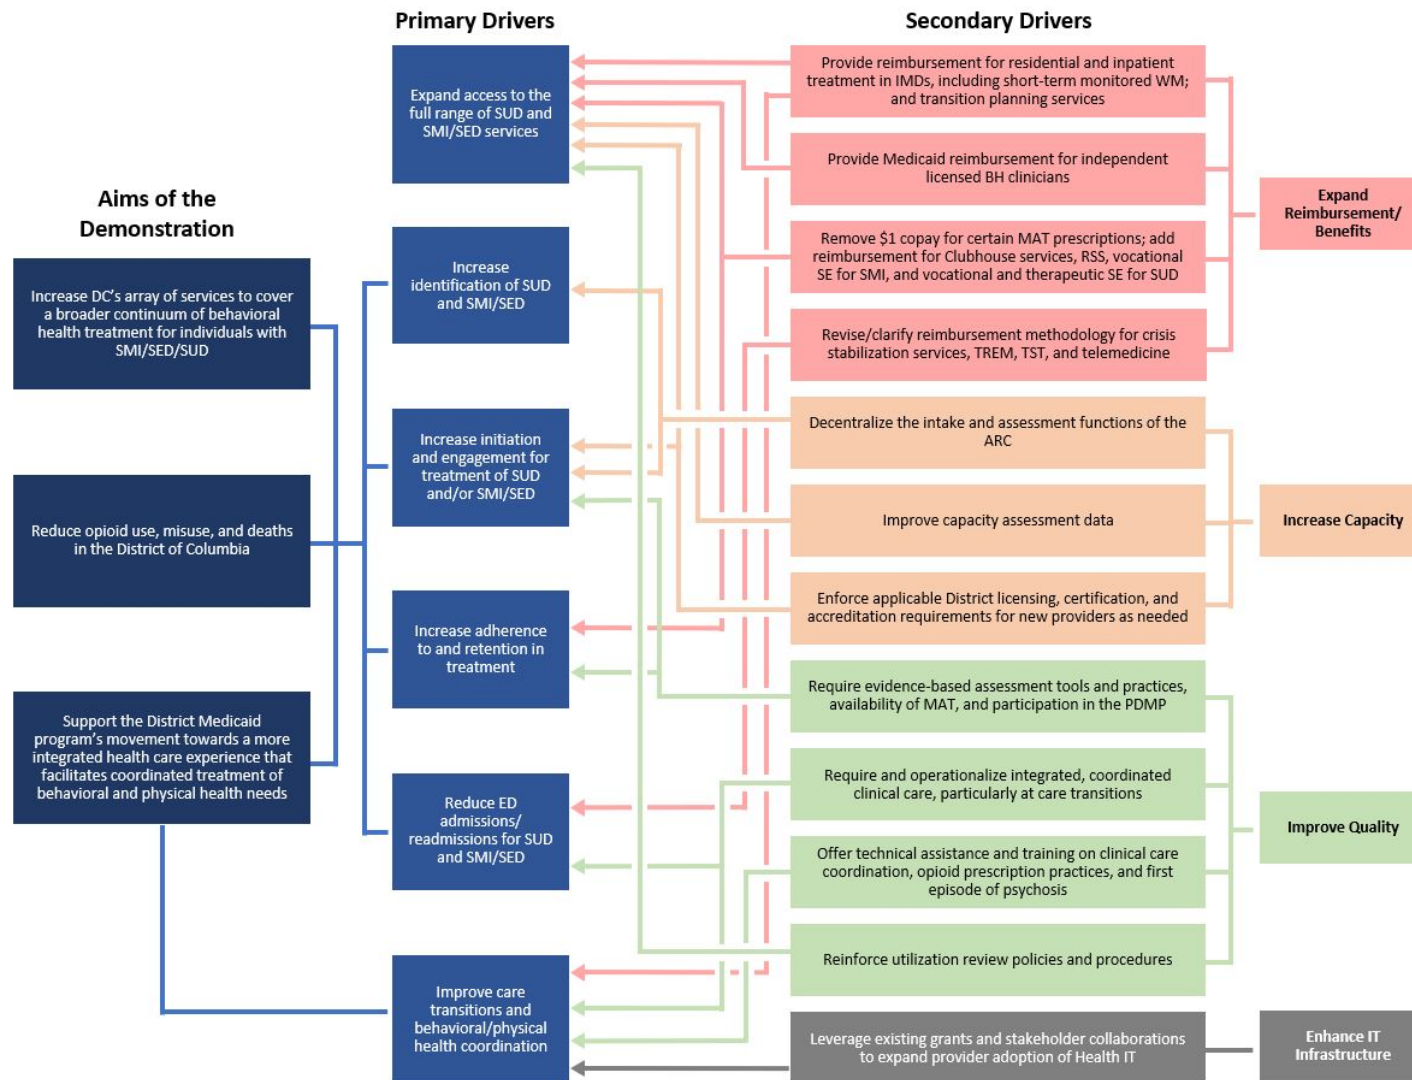 Primary Drivers
Secondary Drivers
Aims of the
Demonstration
Increase DC's array of services to cover
a broader continuum of behavioral
health treatment for individuals with
SMI/SED/SUD
Reduce opioid use, misuse, and deaths
in the District of Columbia
Support the District Medicaid
program's movement towards a more
integrated health care experience that
facilitates coordinated treatment of
behavioral and physical health needs
Expand access to the
full range of SUD and
SMI/SED services
Increase
identification of SUD
and SMI/SED
Increase initiation
and engagement for
treatment of SUD
and/or SMI/SED
Increase adherence
to and retention in
treatment
Reduce ED
admissions/
readmissions for SUD
and SMI/SED
Improve care
transitions and
behavioral/physical
health coordination
Provide reimbursement for residential and inpatient
treatment in IMDs, including short-term monitored WM;
and transition planning services
Provide Medicaid reimbursement for independent
licensed BH clinicians
Remove $1 copay for certain MAT prescriptions; add
reimbursement for Clubhouse services, RSS, vocational
SE for SMI, and vocational and therapeutic SE for SUD
Revise/clarify reimbursement methodology for crisis
stabilization services, TREM, TST, and telemedicine
Decentralize the intake and assessment functions of the
ARC
Improve capacity assessment data
Enforce applicable District licensing, certification, and
accreditation requirements for new providers as needed
Require evidence-based assessment tools and practices,
availability of MAT, and participation in the PDMP
Require and operationalize integrated, coordinated
clinical care, particularly at care transitions
Offer technical assistance and training on clinical care
coordination, opioid prescription practices, and first
episode of psychosis
Reinforce utilization review policies and procedures
Leverage existing grants and stakeholder collaborations
to expand provider adoption of Health IT
Expand
Reimbursement/
Benefits
Increase Capacity
Improve Quality
Enhance IT
Infrastructure